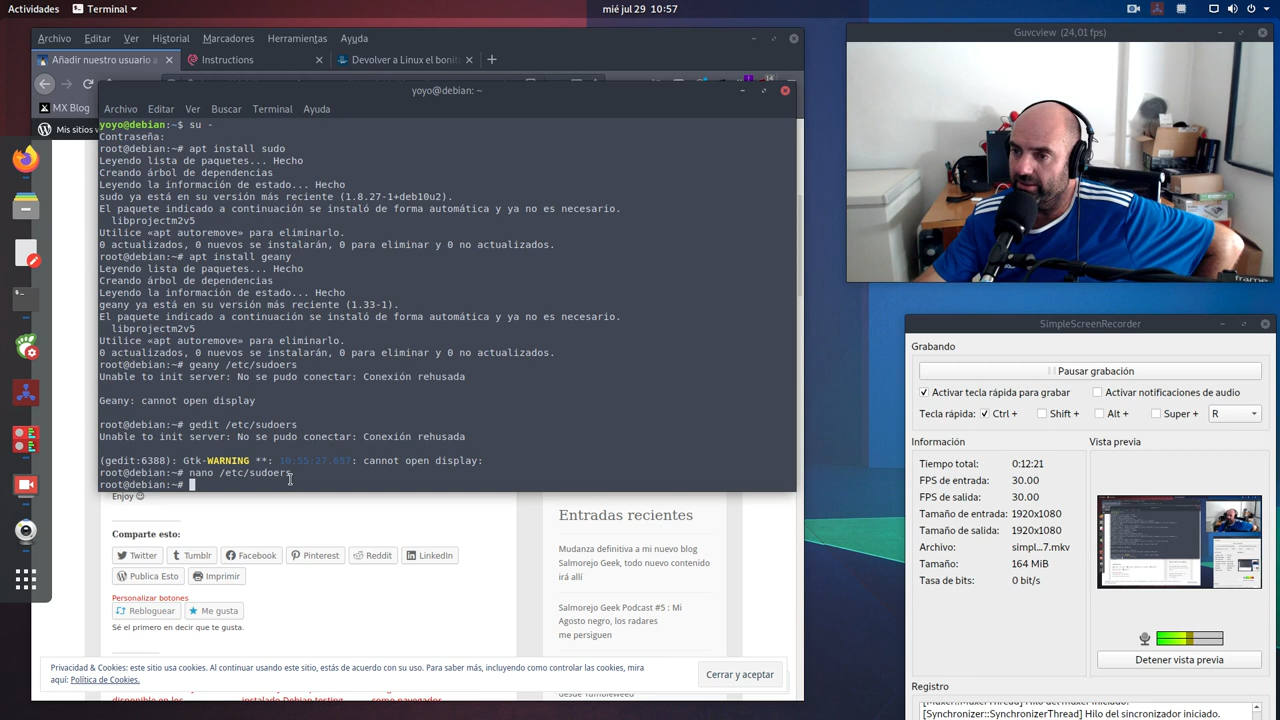 Actividades
Terminal
mié jul 29 10:57
Archivo Editar Ver Historial Marcadores Herramientas Ayuda
Añadir nuestro usuario a
Instructions
Devolver a Linux el bonit
MX Blog
Mis sitios
yoyo@debian: ~
Archivo Editar Ver Buscar Terminal Ayuda
yoyo@debian:~$ su -
Contraseña:
root@debian:~# apt install sudo
Leyendo lista de paquetes... Hecho
Creando árbol de dependencias
Leyendo la información de estado... Hecho
sudo ya está en su versión más reciente (1.8.27-1+deb10u2).
El paquete indicado a continuación se instaló de forma automática y ya no es necesario.
libprojectm2v5
Utilice «apt autoremove» para eliminarlo.
0 actualizados, 0 nuevos se instalarán, 0 para eliminar y 0 no actualizados.
root@debian:~# apt install geany
Leyendo lista de paquetes... Hecho
Creando árbol de dependencias
Leyendo la información de estado... Hecho
geany ya está en su versión más reciente (1.33-1).
El paquete indicado a continuación se instaló de forma automática y ya no es necesario.
libprojectm2v5
Utilice «apt autoremove» para eliminarlo.
0 actualizados, 0 nuevos se instalarán, 0 para eliminar y 0 no actualizados.
root@debian:~# geany /etc/sudoers
Unable to init server: No se pudo conectar: Conexión rehusada
Geany: cannot open display
root@debian:~# gedit /etc/sudoers
Unable to init server: No se pudo conectar: Conexión rehusada
(gedit:6388): Gtk-WARNING **: 10:55:27.657: cannot open display:
root@debian:~# nano /etc/sudoers
root@debian:~#
Enjoy
Comparte esto:
Twitter Tumblr Facebook Pinterest Reddit LinkedIn
Publica Esto Imprimir
Personalizar botones
Rebloguear Me gusta
Sé el primero en decir que te gusta.
Entradas recientes
Mudanza definitiva a mi nuevo blog
Salmorejo Geek, todo nuevo contenido
irá allí
Salmorejo Geek Podcast #5 : Mi
Agosto negro, los radares
me persiguen
Privacidad & Cookies: este sitio usa cookies. Al continuar usando este sitio, estás de acuerdo con su uso. Para saber más, incluyendo como controlar las cookies, mira
aquí: Política de Cookies.
Cerrar y aceptar
desde Tumbleweed
Guvcview (24,01 fps)
SimpleScreenRecorder
Grabando
Pausar grabación
Activar tecla rápida para grabar
Activar notificaciones de audio
Tecla rápida: Ctrl + Shift + Alt + Super + R
Información
Tiempo total: 0:12:21
FPS de entrada: 30.00
FPS de salida: 30.00
Tamaño de entrada: 1920x1080
Tamaño de salida: 1920x1080
Archivo: simpl...7.mkv
Tamaño: 164 MiB
Tasa de bits: 0 bit/s
Vista previa
Detener vista previa
Registro
[Synchronizer::SynchronizerThread] Hilo del sincronizador iniciado.